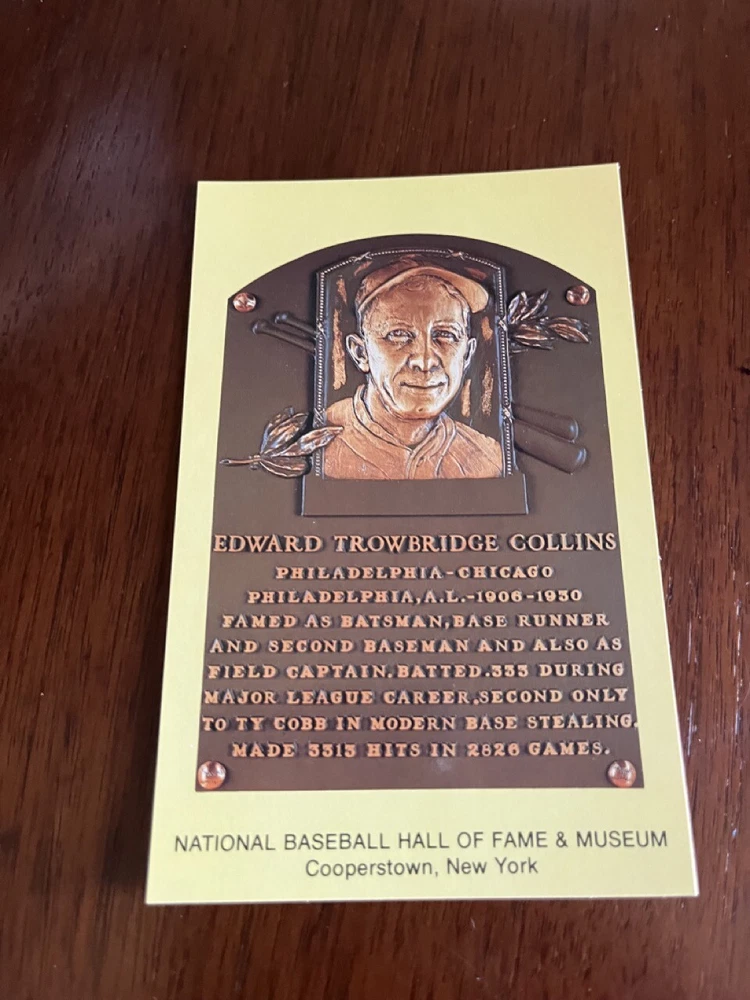 EDWARD TROWBRIDGE COLLINS
PHILADELPHIA-CHICAGO
PHILADELPHIA, A.L.-1906-1930
FAMED AS BATSMAN, BASE RUNNER
AND SECOND BASEMAN AND ALSO AS
FIELD CAPTAIN. BATTED .333 DURING
MAJOR LEAGUE CAREER, SECOND ONLY
TO TY COBB IN MODERN BASE STEALING.
MADE 3313 HITS IN 2826 GAMES.
NATIONAL BASEBALL HALL OF FAME & MUSEUM
Cooperstown, New York